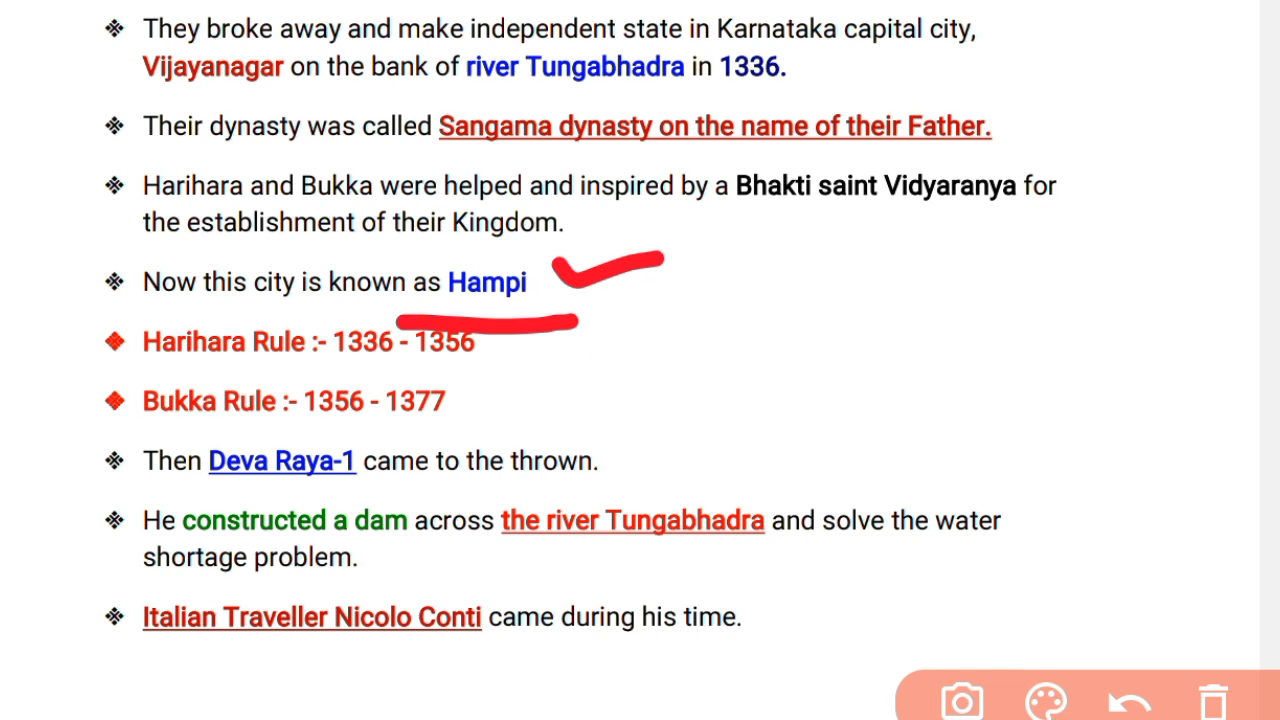 ❖ They broke away and make independent state in Karnataka capital city,
Vijayanagar on the bank of river Tungabhadra in 1336.
❖ Their dynasty was called Sangama dynasty on the name of their Father.
❖ Harihara and Bukka were helped and inspired by a Bhakti saint Vidyaranya for
the establishment of their Kingdom.
❖ Now this city is known as Hampi
❖ Harihara Rule :- 1336 - 1356
❖ Bukka Rule :- 1356 - 1377
❖ Then Deva Raya-1 came to the thrown.
❖ He constructed a dam across the river Tungabhadra and solve the water
shortage problem.
❖ Italian Traveller Nicolo Conti came during his time.